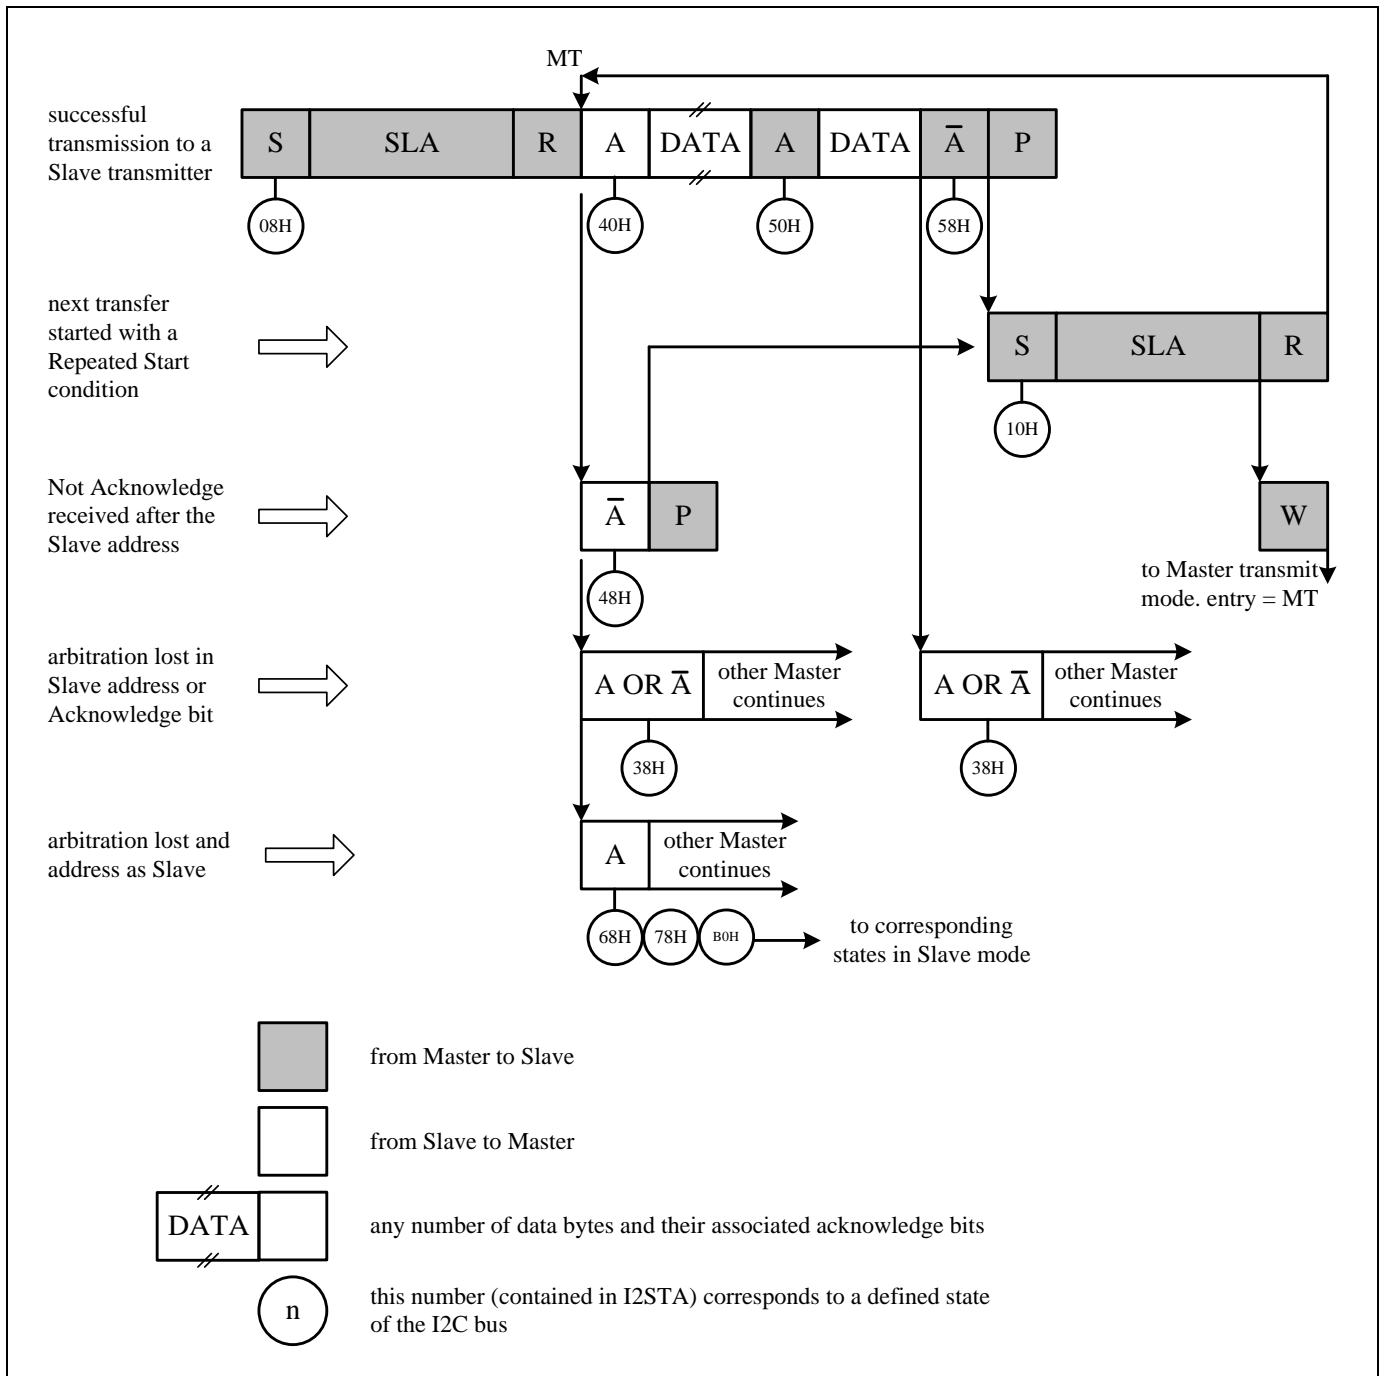 MT
successful
transmission to a
Slave transmitter
S SLA R A DATA A DATA Ā P
08H 40H 50H 58H
next transfer
started with a
Repeated Start
condition
S SLA R
10H
Not Acknowledge
received after the
Slave address
Ā P
W
48H
to Master transmit
mode. entry = MT
arbitration lost in
Slave address or
Acknowledge bit
A OR Ā
other Master
continues
A OR Ā
other Master
continues
38H 38H
arbitration lost and
address as Slave
A
other Master
continues
68H 78H B0H
to corresponding
states in Slave mode
from Master to Slave
from Slave to Master
DATA
any number of data bytes and their associated acknowledge bits
n
this number (contained in I2STA) corresponds to a defined state
of the I2C bus